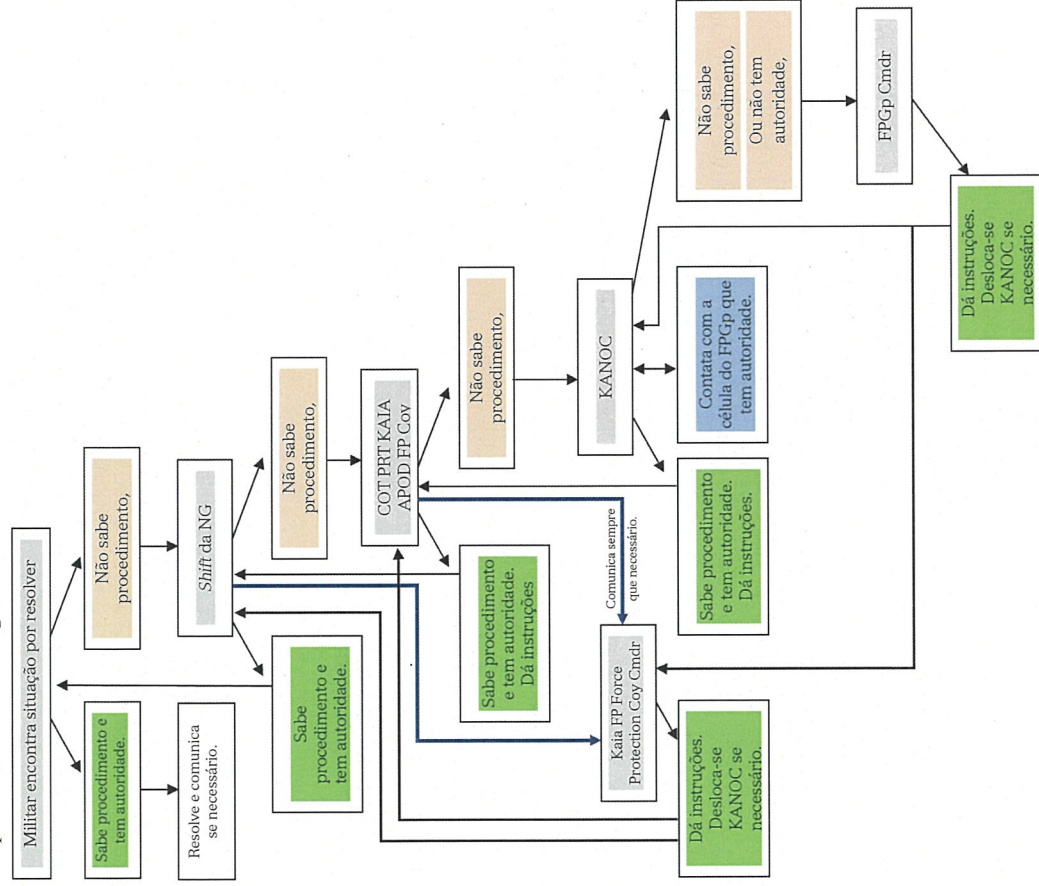 Militar encontra situação por resolver
Sabe procedimento e
tem autoridade.
Não sabe
procedimento,
Resolve e comunica
se necessário.
Shift da NG
Sabe
procedimento e
tem autoridade.
Não sabe
procedimento,
COT PRT KAIA
APOD FP Coy
Sabe procedimento
e tem autoridade.
Dá instruções
Não sabe
procedimento,
Comunica sempre
que necessário.
Kaia FP Force
Protection Coy Cmdr
KANOC
Dá instruções.
Desloca-se
KANOC se
necessário.
Sabe procedimento
e tem autoridade.
Dá instruções.
Contata com a
célula do FPGp que
tem autoridade.
Não sabe
procedimento,
Ou não tem
autoridade,
FPGp Cmdr
Dá instruções.
Desloca-se
KANOC se
necessário.